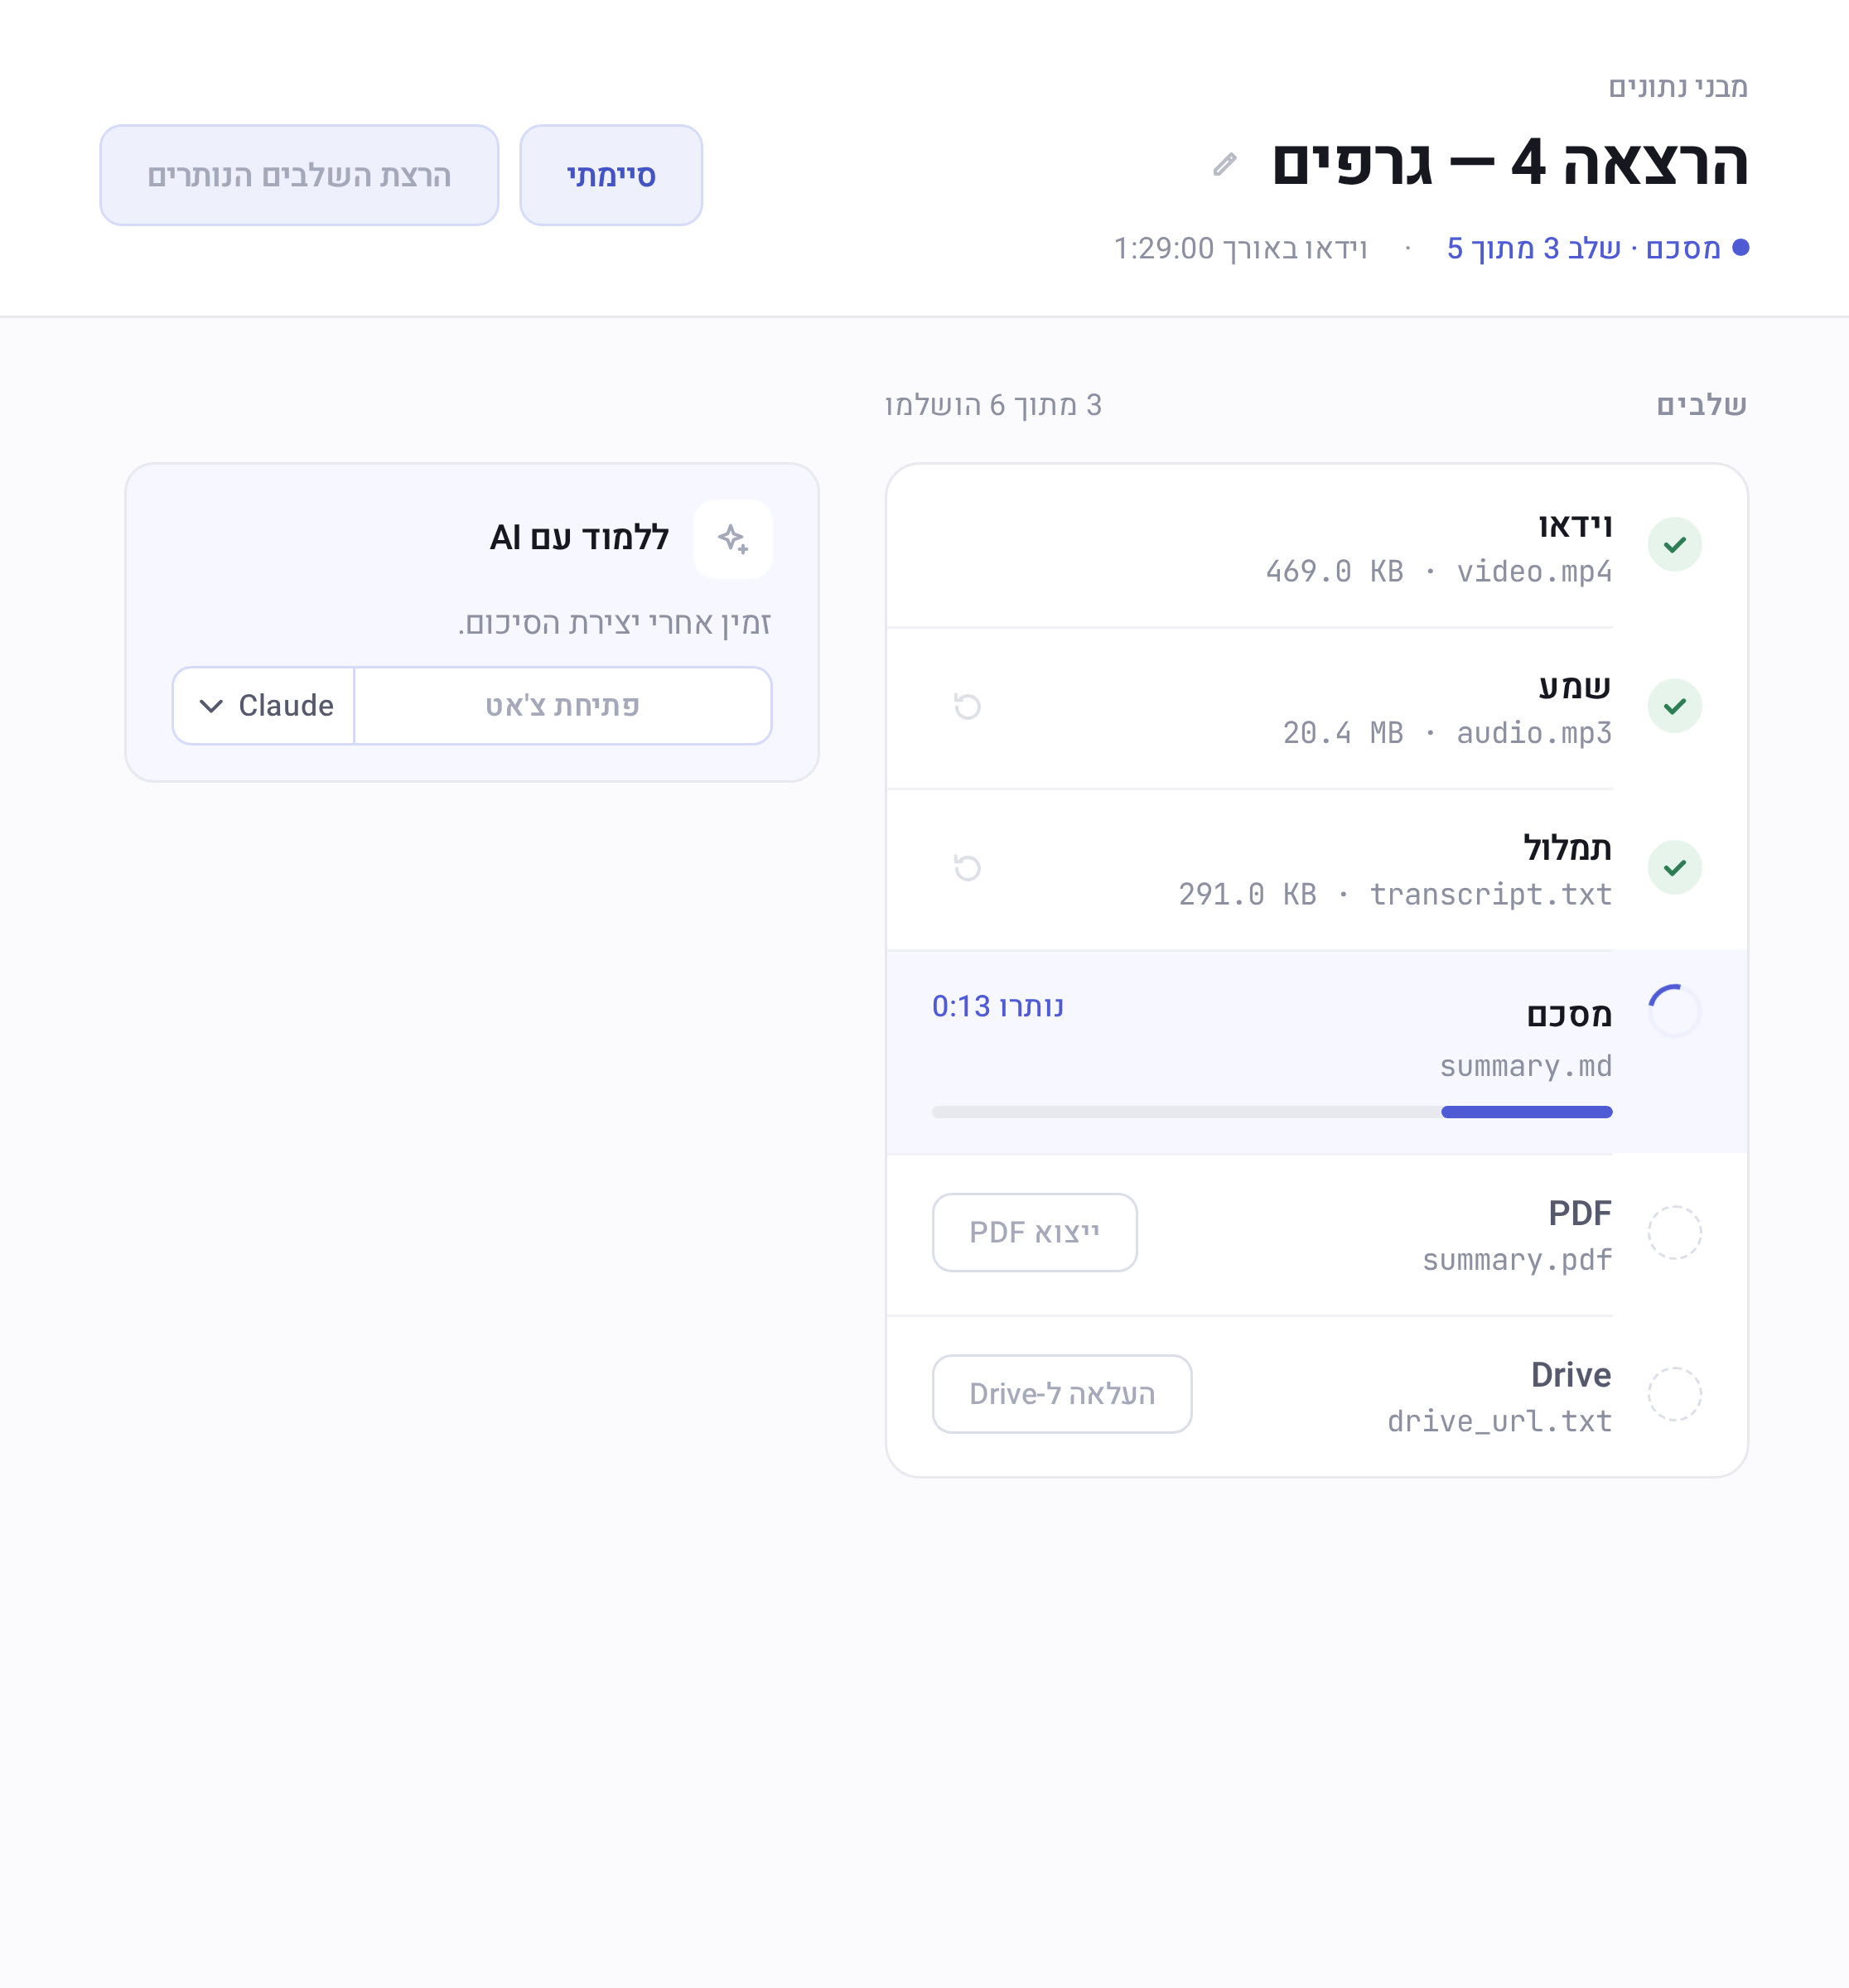 מבני נתונים
הרצאה 4 – גרפים
מסכם · שלב 3 מתוך 5 · וידאו באורך 1:29:00
סיימתי
הרצת השלבים הנותרים
שלבים
3 מתוך 6 הושלמו
וידאו
video.mp4 · 469.0 KB
שמע
audio.mp3 · 20.4 MB
תמלול
transcript.txt · 291.0 KB
מסכם
נותרו 0:13
summary.md
PDF
summary.pdf
ייצוא PDF
Drive
drive_url.txt
העלאה ל-Drive
ללמוד עם AI
זמין אחרי יצירת הסיכום.
פתיחת צ'אט
Claude